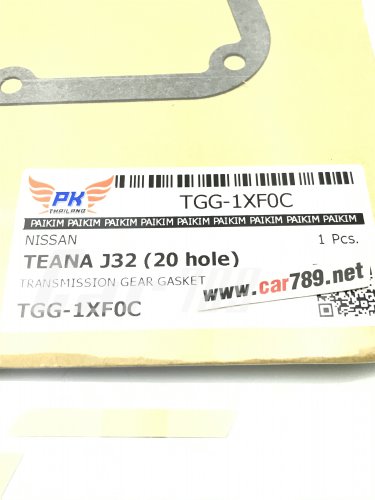 PK
THAILAND
TGG-1XF0C
PAIKIM PAIKIM PAIKIM PAIKIM PAIKIM PAIKIM PAIKIM PAIKIM PAIKIM PAIKIM
NISSAN
1 Pcs.
TEANA J32 (20 hole)
TRANSMISSION GEAR GASKET
www.car789.net
TGG-1XF0C